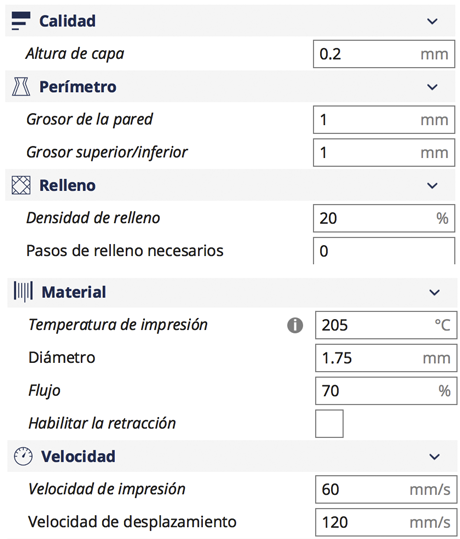 Calidad
Altura de capa 0.2 mm
Perímetro
Grosor de la pared 1 mm
Grosor superior/inferior 1 mm
Relleno
Densidad de relleno 20 %
Pasos de relleno necesarios 0
Material
Temperatura de impresión i 205 °C
Diámetro 1.75 mm
Flujo 70 %
Habilitar la retracción
Velocidad
Velocidad de impresión 60 mm/s
Velocidad de desplazamiento 120 mm/s